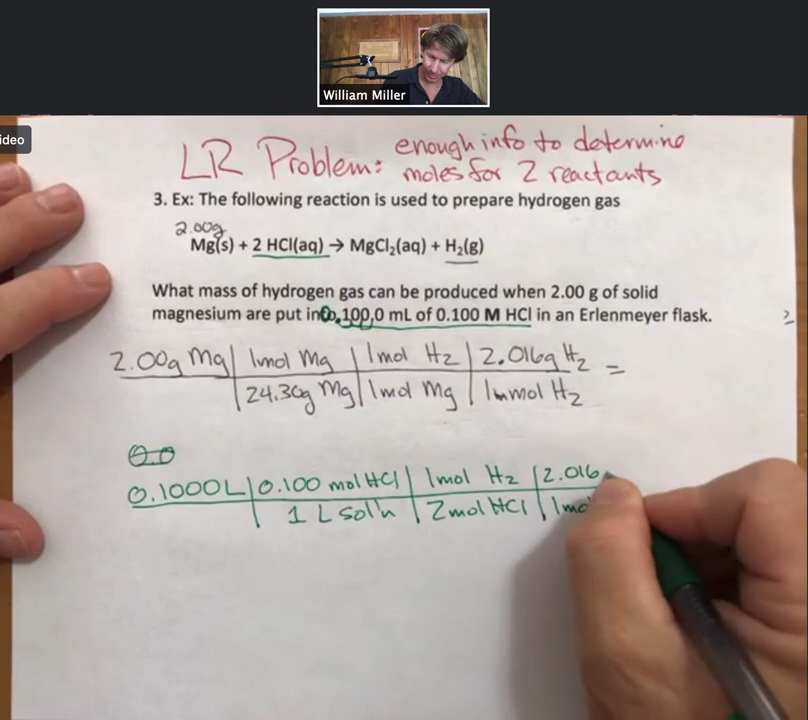 William Miller
ideo
LR Problem: enough info to determine
moles for 2 reactants
3. Ex: The following reaction is used to prepare hydrogen gas
2.00g
Mg(s) + 2 HCl(aq) → MgCl₂(aq) + H₂(g)
What mass of hydrogen gas can be produced when 2.00 g of solid
magnesium are put in 100.0 mL of 0.100 M HCl in an Erlenmeyer flask.
2.00g Mg | 1mol Mg | 1mol H₂ | 2.016g H₂ =
24.30g Mg | 1mol Mg | 1mol H₂
0.1000L | 0.100 mol HCl | 1mol H₂ | 2.016
1 L sol'n | 2mol HCl | 1mo